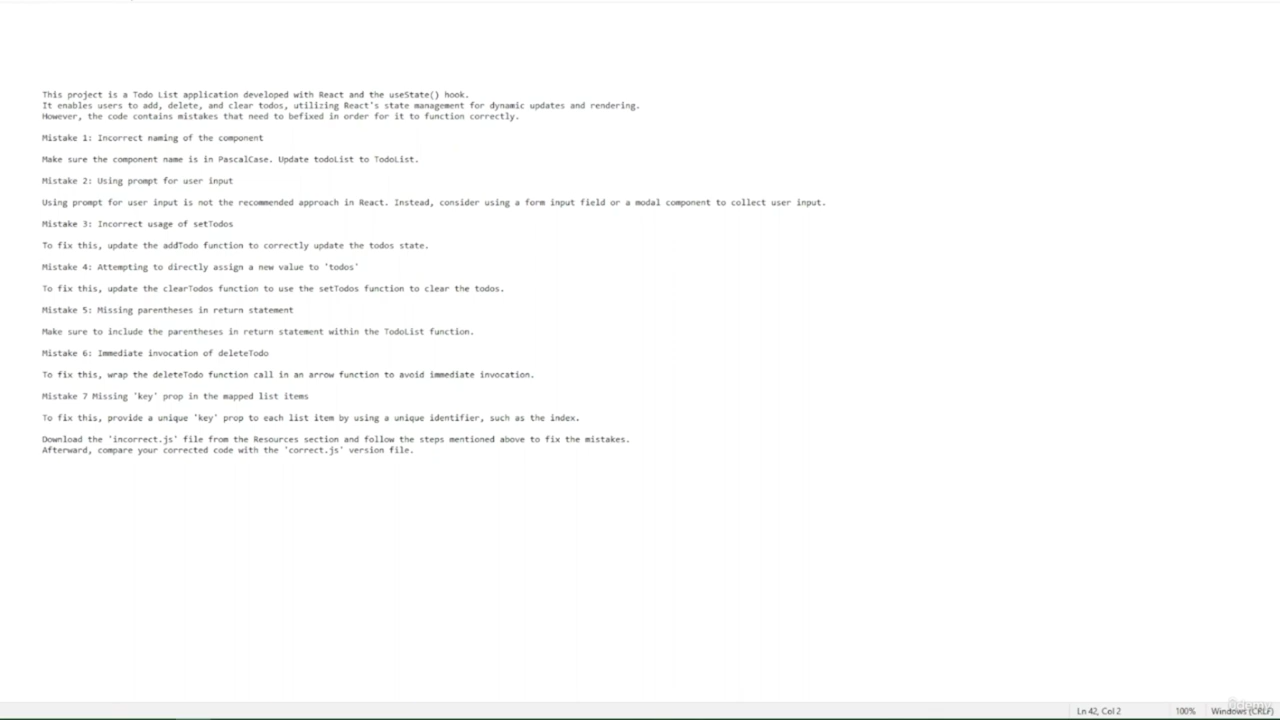 This project is a Todo List application developed with React and the useState() hook.
It enables users to add, delete, and clear todos, utilizing React's state management for dynamic updates and rendering.
However, the code contains mistakes that need to befixed in order for it to function correctly.
Mistake 1: Incorrect naming of the component
Make sure the component name is in PascalCase. Update todoList to TodoList.
Mistake 2: Using prompt for user input
Using prompt for user input is not the recommended approach in React. Instead, consider using a form input field or a modal component to collect user input.
Mistake 3: Incorrect usage of setTodos
To fix this, update the addTodo function to correctly update the todos state.
Mistake 4: Attempting to directly assign a new value to 'todos'
To fix this, update the clearTodos function to use the setTodos function to clear the todos.
Mistake 5: Missing parentheses in return statement
Make sure to include the parentheses in return statement within the TodoList function.
Mistake 6: Immediate invocation of deleteTodo
To fix this, wrap the deleteTodo function call in an arrow function to avoid immediate invocation.
Mistake 7 Missing 'key' prop in the mapped list items
To fix this, provide a unique 'key' prop to each list item by using a unique identifier, such as the index.
Download the 'incorrect.js' file from the Resources section and follow the steps mentioned above to fix the mistakes.
Afterward, compare your corrected code with the 'correct.js' version file.
Ln 42, Col 2 100% Windows (CRLF)
ûdemy